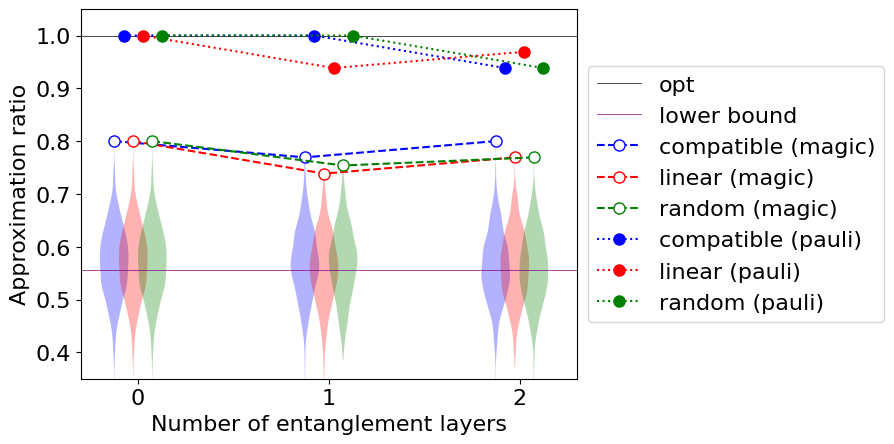 1.0
0.9
0.8
0.7
0.6
0.5
0.4
Approximation ratio
0 1 2
Number of entanglement layers
opt
lower bound
compatible (magic)
linear (magic)
random (magic)
compatible (pauli)
linear (pauli)
random (pauli)